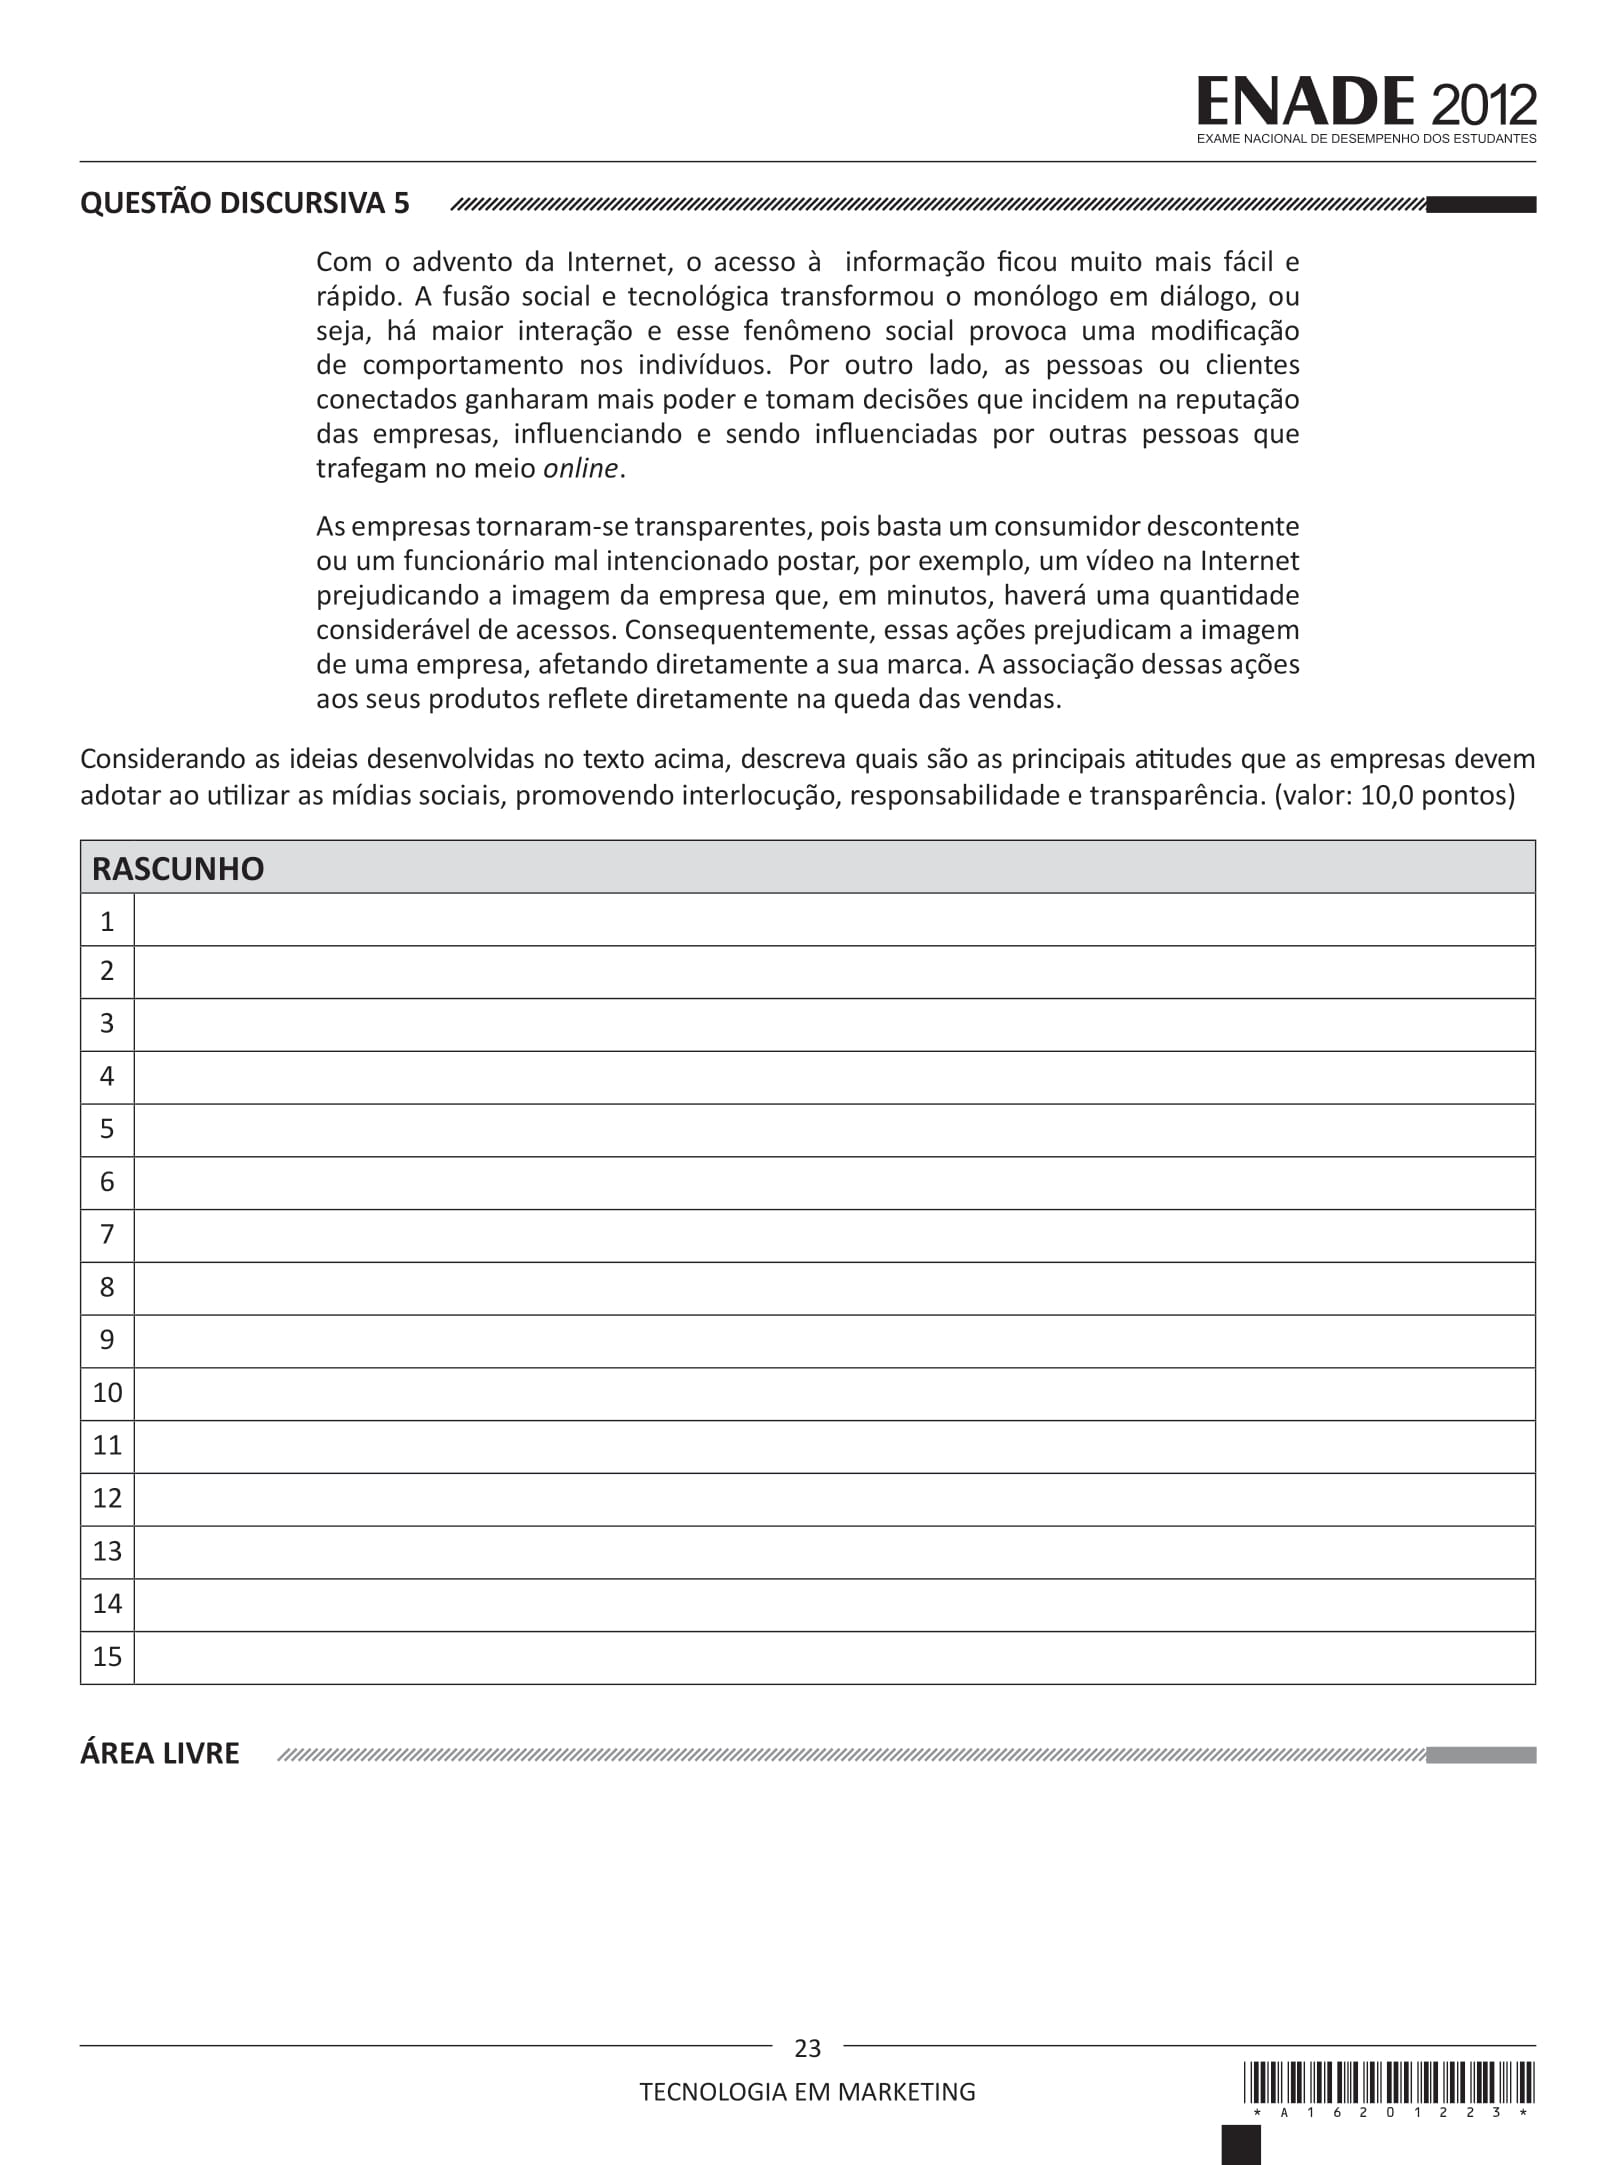 ENADE 2012
EXAME NACIONAL DE DESEMPENHO DOS ESTUDANTES
QUESTÃO DISCURSIVA 5
Com o advento da Internet, o acesso à informação ficou muito mais fácil e
rápido. A fusão social e tecnológica transformou o monólogo em diálogo, ou
seja, há maior interação e esse fenômeno social provoca uma modificação
de comportamento nos indivíduos. Por outro lado, as pessoas ou clientes
conectados ganharam mais poder e tomam decisões que incidem na reputação
das empresas, influenciando e sendo influenciadas por outras pessoas que
trafegam no meio online.
As empresas tornaram-se transparentes, pois basta um consumidor descontente
ou um funcionário mal intencionado postar, por exemplo, um vídeo na Internet
prejudicando a imagem da empresa que, em minutos, haverá uma quantidade
considerável de acessos. Consequentemente, essas ações prejudicam a imagem
de uma empresa, afetando diretamente a sua marca. A associação dessas ações
aos seus produtos reflete diretamente na queda das vendas.
Considerando as ideias desenvolvidas no texto acima, descreva quais são as principais atitudes que as empresas devem
adotar ao utilizar as mídias sociais, promovendo interlocução, responsabilidade e transparência. (valor: 10,0 pontos)
RASCUNHO
1
2
3
4
5
6
7
8
9
10
11
12
13
14
15
ÁREA LIVRE
23
TECNOLOGIA EM MARKETING
* A 1 6 2 0 1 2 2 3 *